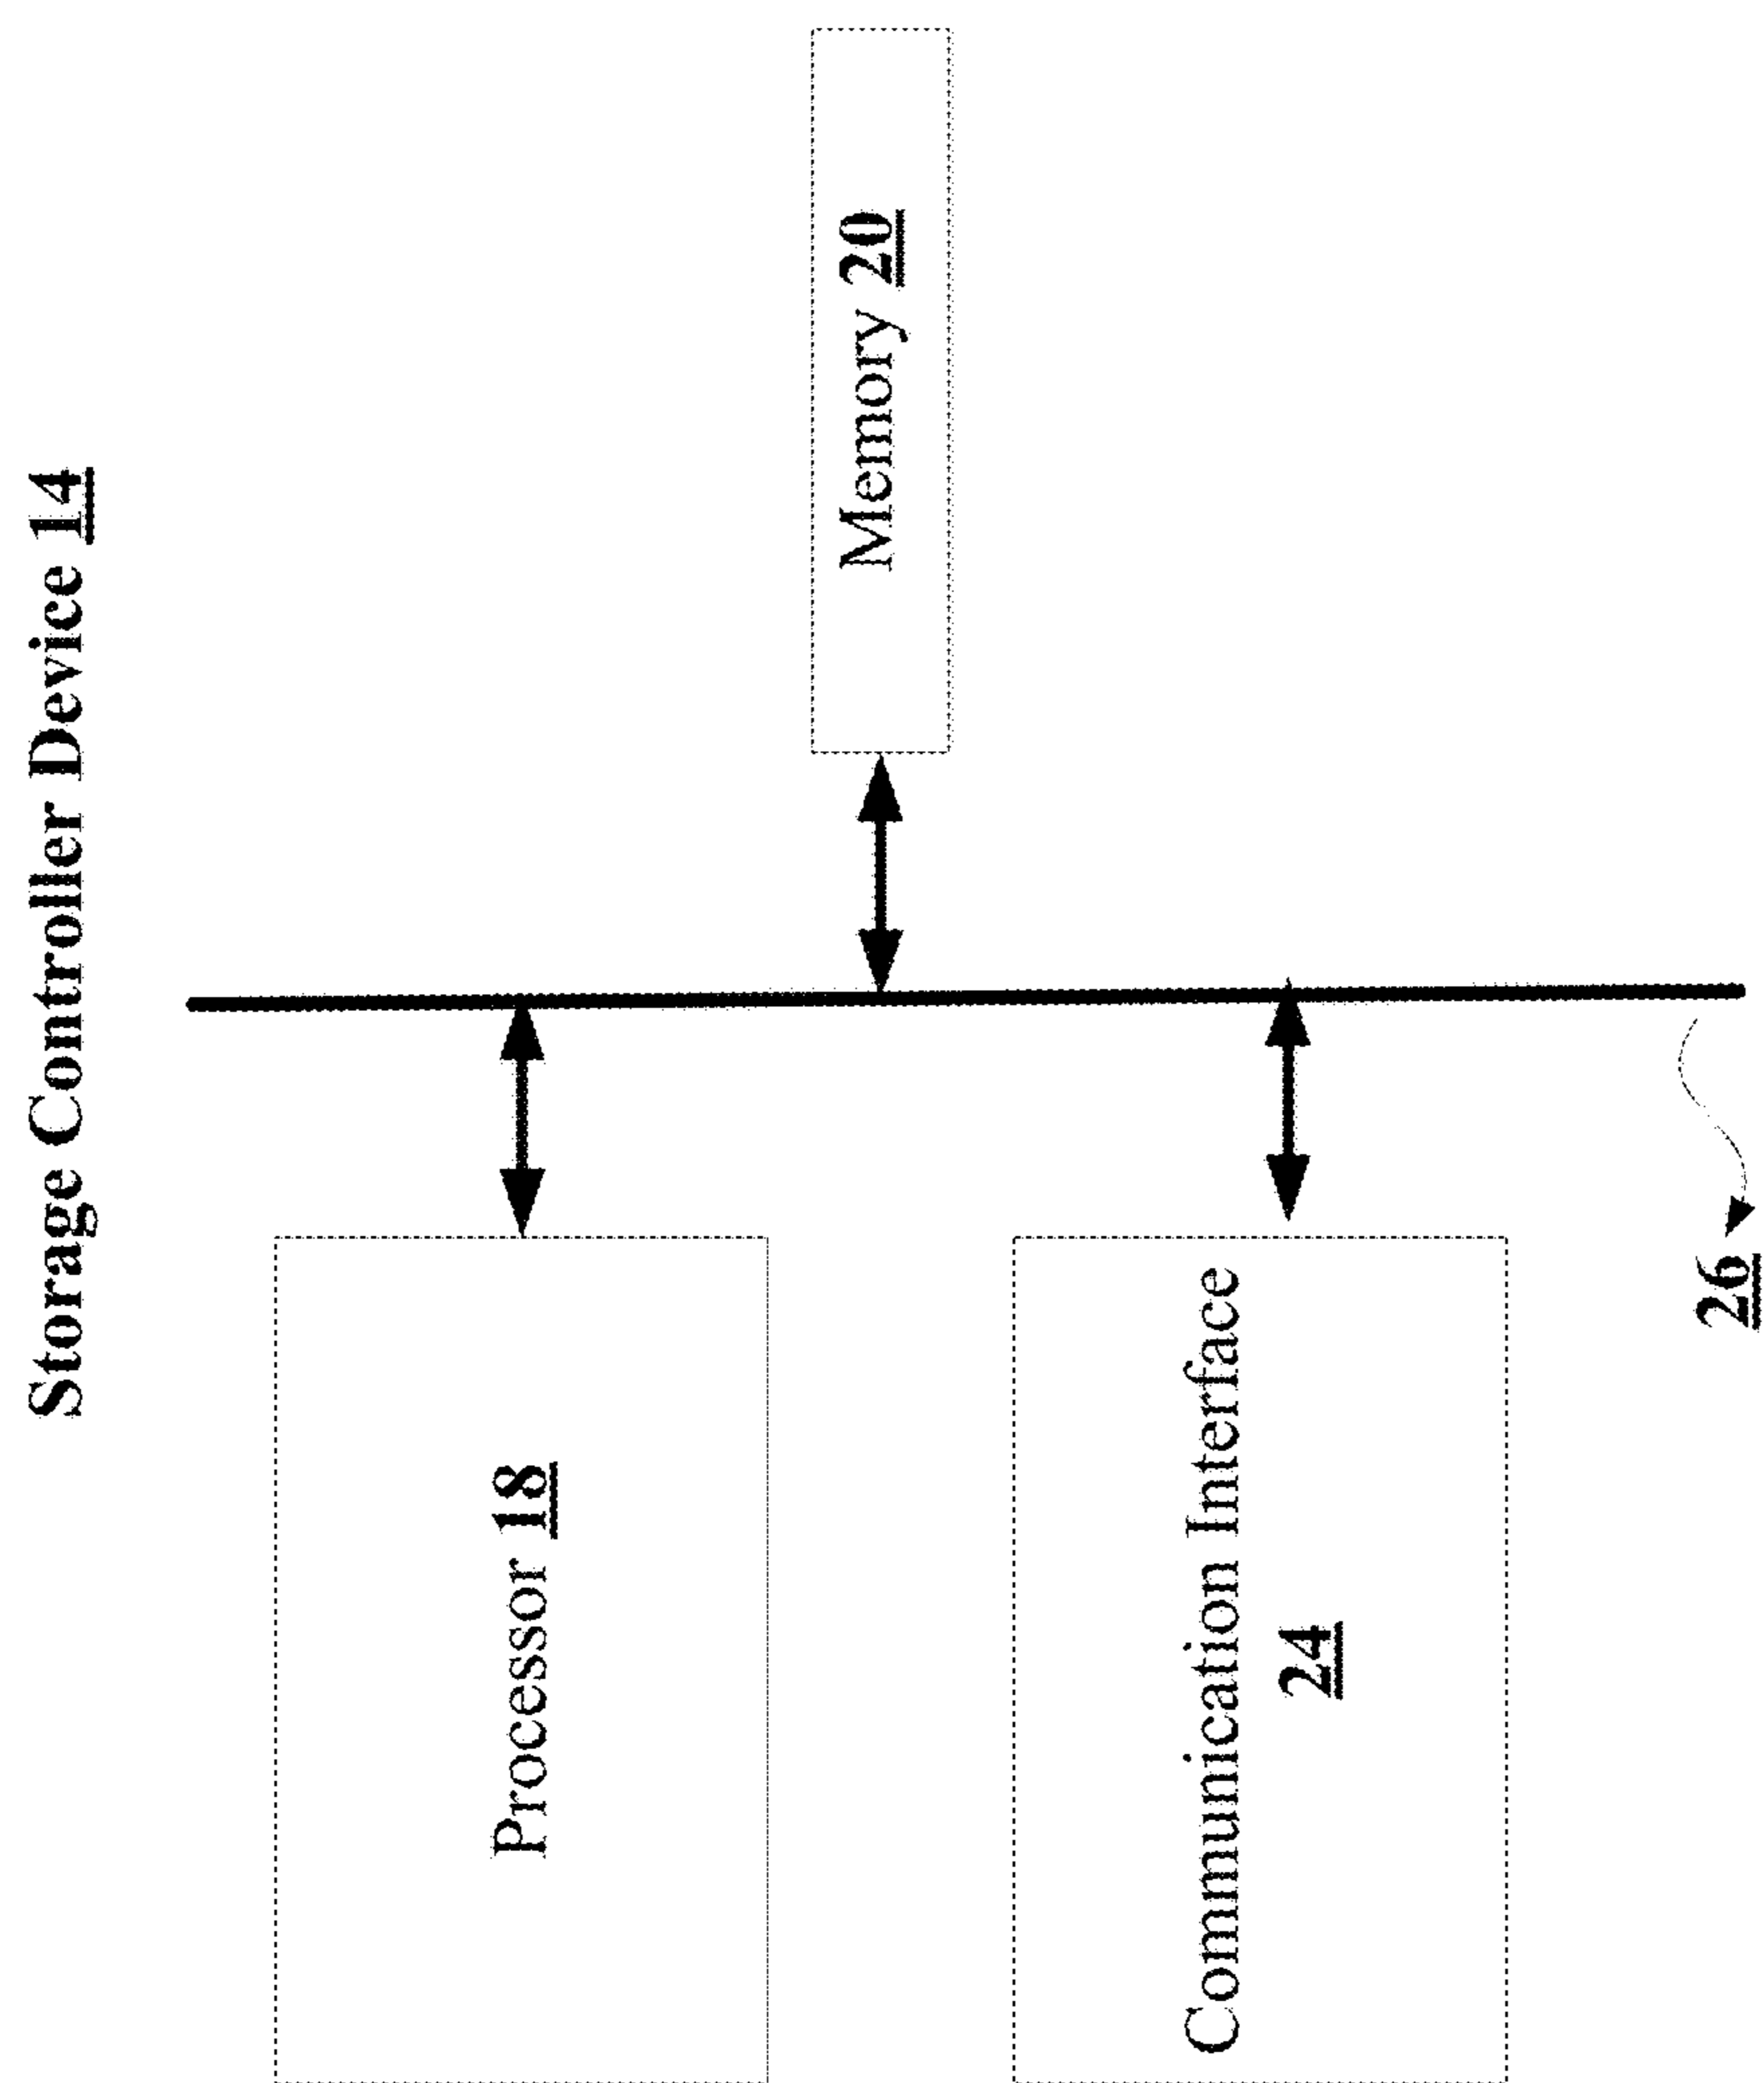 Storage Controller Device 14
Processor 18
Memory 20
Communication Interface
24
26